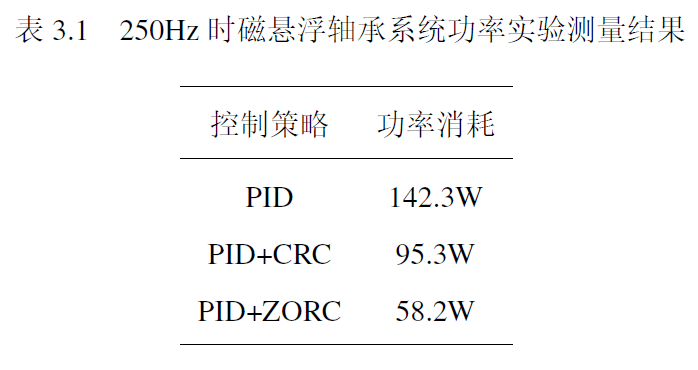 表 3.1 250Hz 时磁悬浮轴承系统功率实验测量结果
控制策略 功率消耗
PID 142.3W
PID+CRC 95.3W
PID+ZORC 58.2W